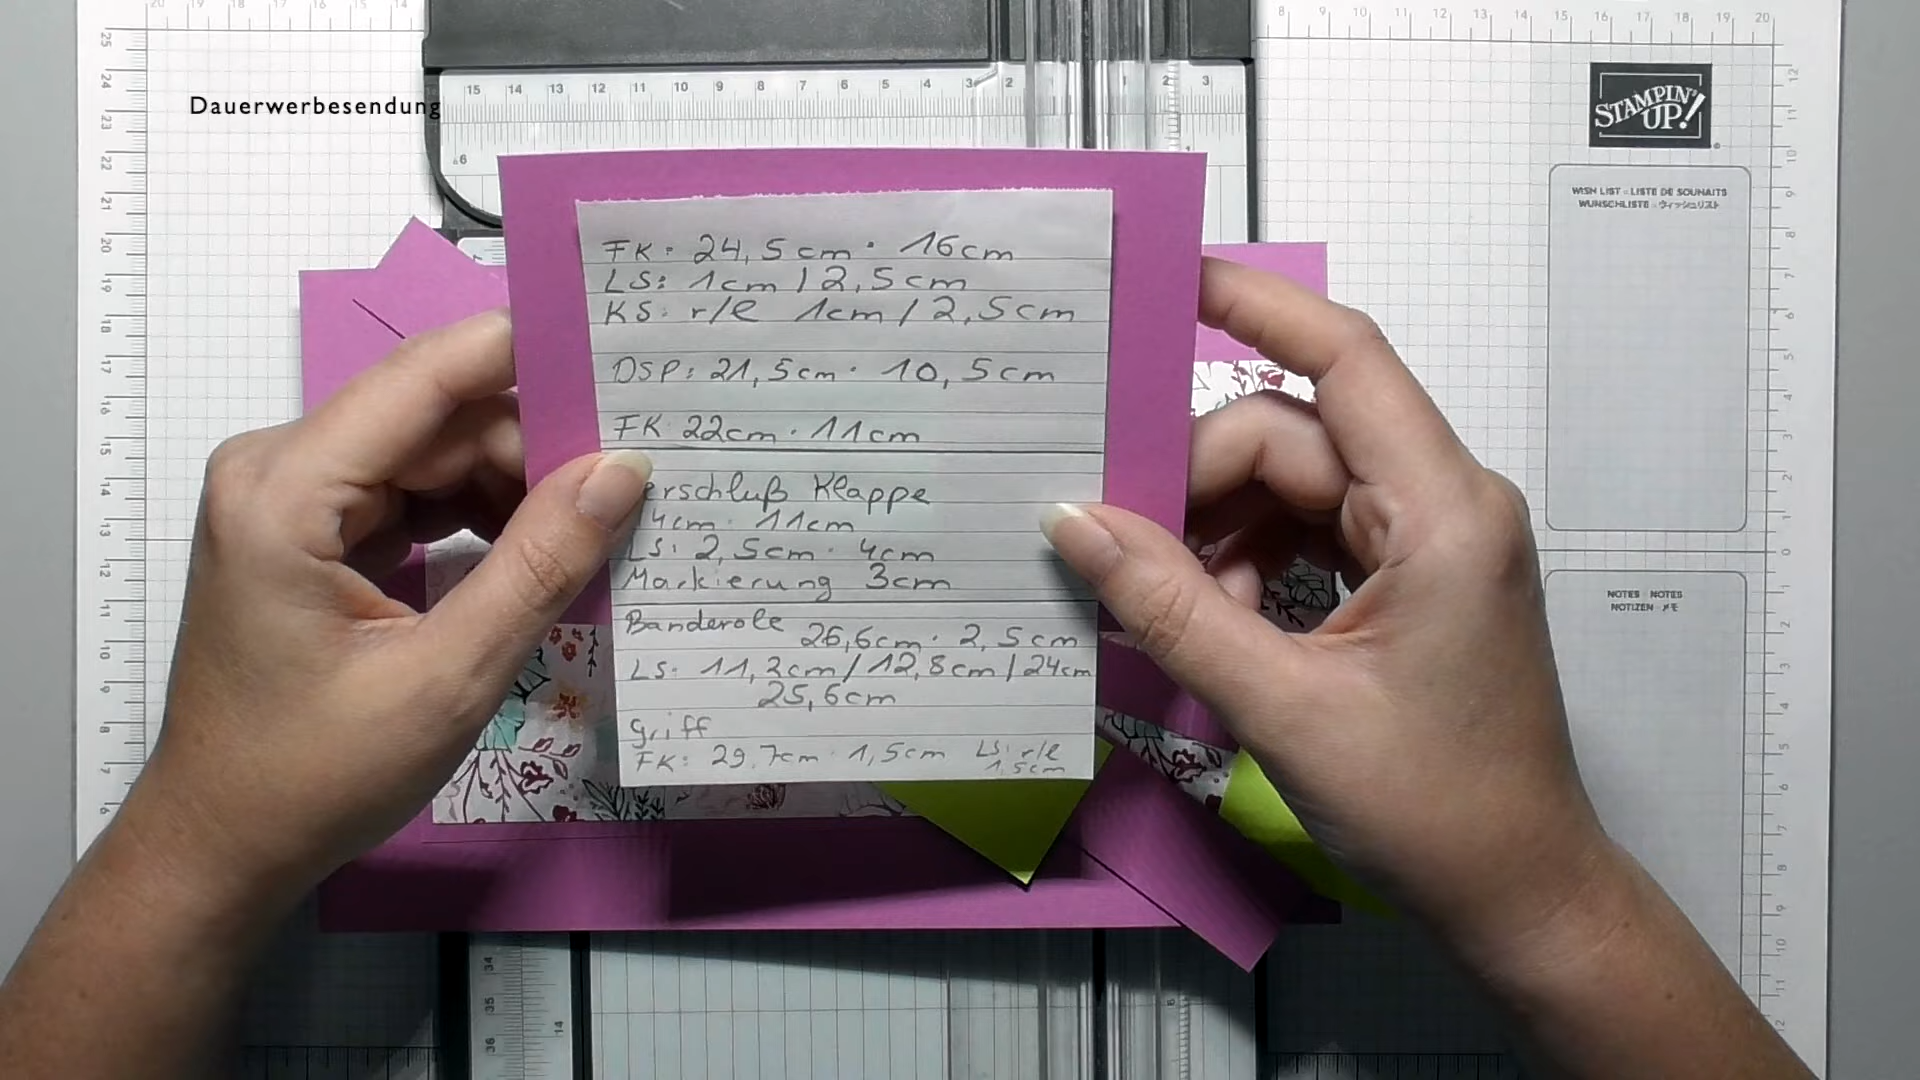 Dauerwerbesendung
STAMPIN' UP!
WISH LIST · LISTE DE SOUHAITS
WUNSCHLISTE · ウィッシュリスト
FK: 24,5cm · 16cm
LS: 1cm / 2,5cm
KS: r/l 1cm / 2,5cm
DSP: 21,5cm · 10,5cm
FK 22cm · 11cm
erschluß Klappe
4cm · 11cm
LS: 2,5cm · 4cm
Markierung 3cm
Banderole 26,6cm · 2,5cm
LS: 11,2cm / 12,8cm / 24cm
25,6cm
Griff
FK: 29.7cm · 1,5cm LS: r/l
1,5cm
NOTES · NOTES
NOTIZEN · メモ